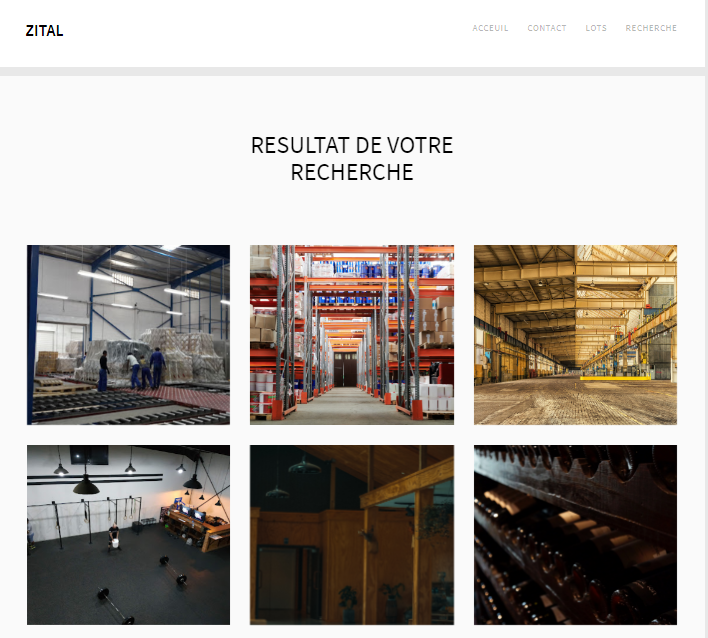 ZITAL
ACCEUIL CONTACT LOTS RECHERCHE
RESULTAT DE VOTRE
RECHERCHE